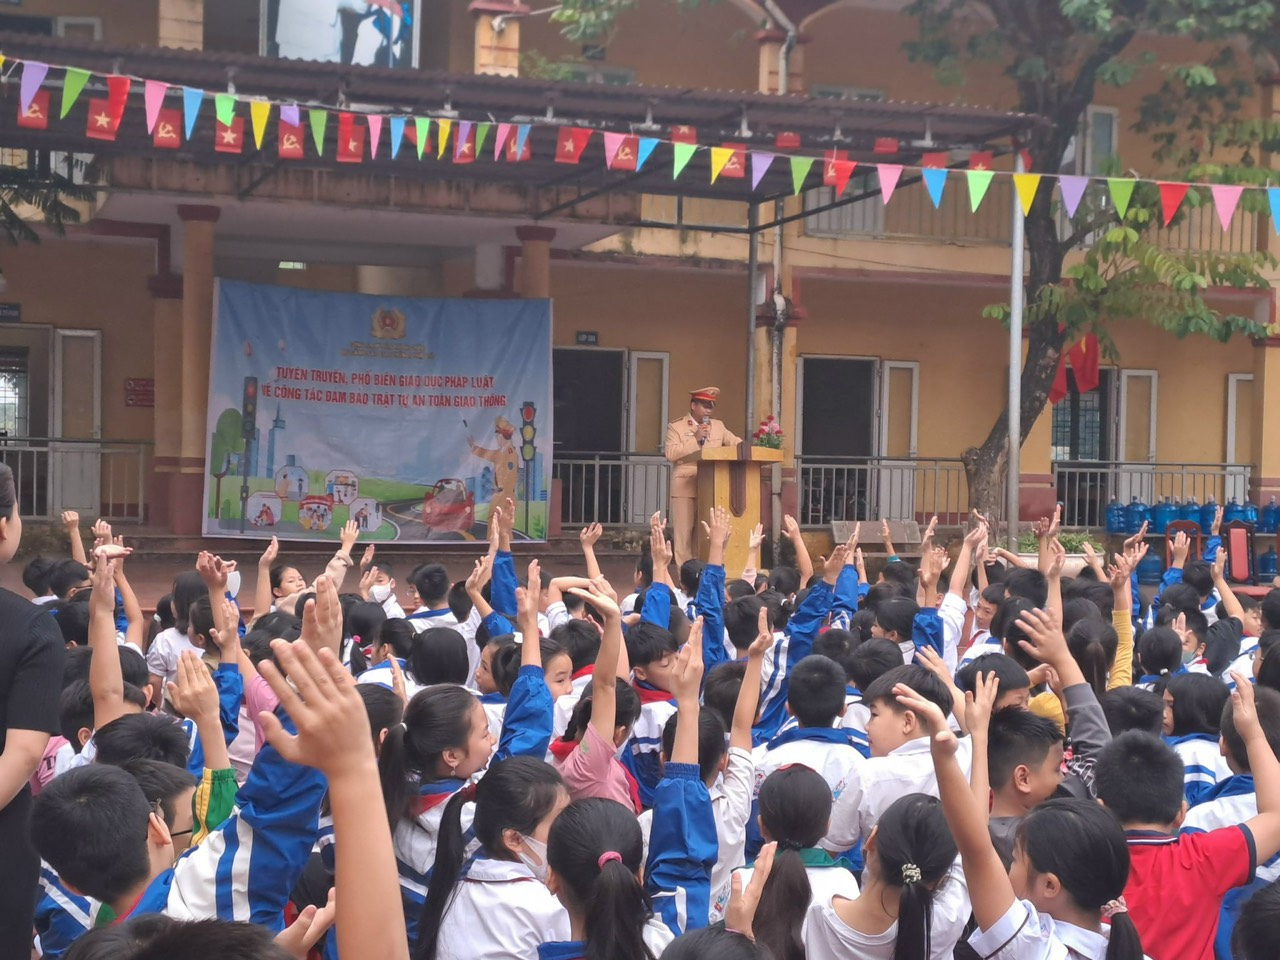 TUYÊN TRUYỀN, PHỔ BIẾN GIÁO DỤC PHÁP LUẬT
VỀ CÔNG TÁC ĐẢM BẢO TRẬT TỰ AN TOÀN GIAO THÔNG